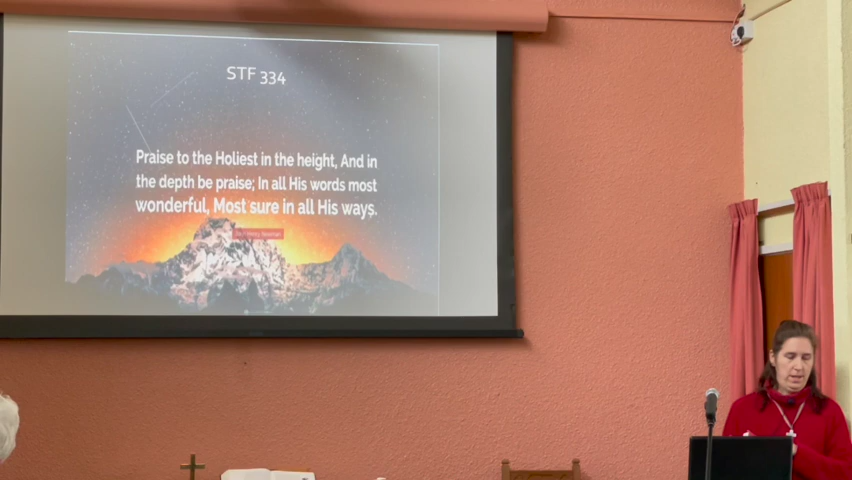 STF 334
Praise to the Holiest in the height, And in
the depth be praise; In all His words most
wonderful, Most sure in all His ways.